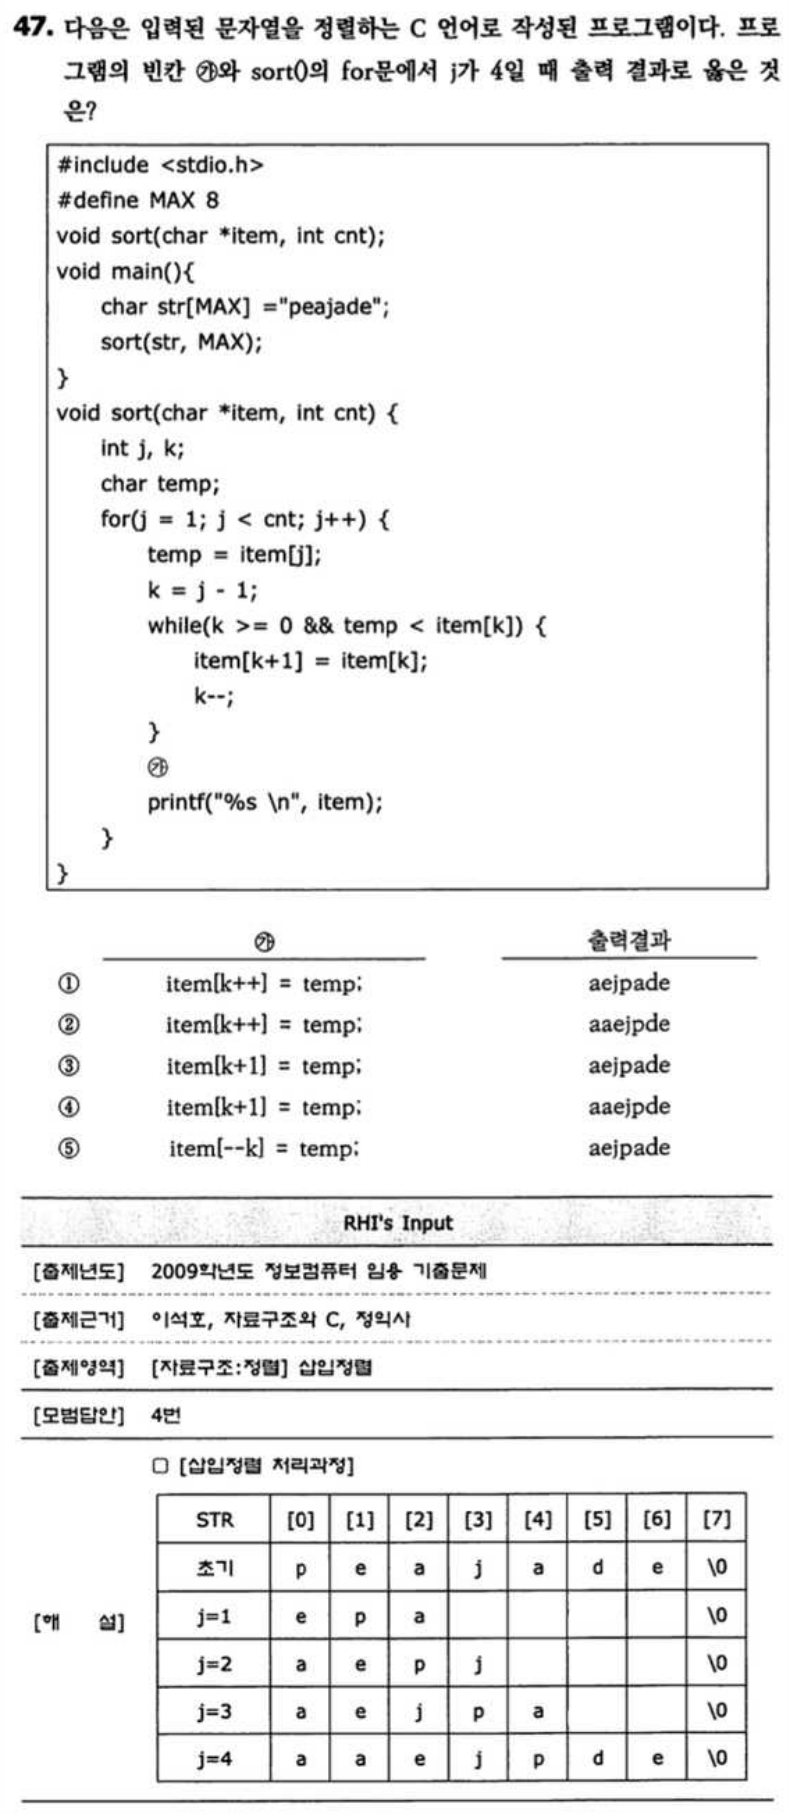 47. 다음은 입력된 문자열을 정렬하는 C 언어로 작성된 프로그램이다. 프로
그램의 빈칸 ㉮와 sort()의 for문에서 j가 4일 때 출력 결과로 옳은 것
은?
#include <stdio.h>
#define MAX 8
void sort(char *item, int cnt);
void main(){
char str[MAX] ="peajade";
sort(str, MAX);
}
void sort(char *item, int cnt) {
int j, k;
char temp;
for(j = 1; j < cnt; j++) {
temp = item[j];
k = j - 1;
while(k >= 0 && temp < item[k]) {
item[k+1] = item[k];
k--;
}
㉮
printf("%s \n", item);
}
}
㉮ 출력결과
① item[k++] = temp; aejpade
② item[k++] = temp; aaejpde
③ item[k+1] = temp; aejpade
④ item[k+1] = temp; aaejpde
⑤ item[--k] = temp; aejpade
RHI's Input
[출제년도] 2009학년도 정보컴퓨터 임용 기출문제
[출제근거] 이석호, 자료구조와 C, 정익사
[출제영역] [자료구조:정렬] 삽입정렬
[모범답안] 4번
[해 설] □ [삽입정렬 처리과정]
STR [0] [1] [2] [3] [4] [5] [6] [7]
초기 p e a j a d e \0
j=1 e p a \0
j=2 a e p j \0
j=3 a e j p a \0
j=4 a a e j p d e \0